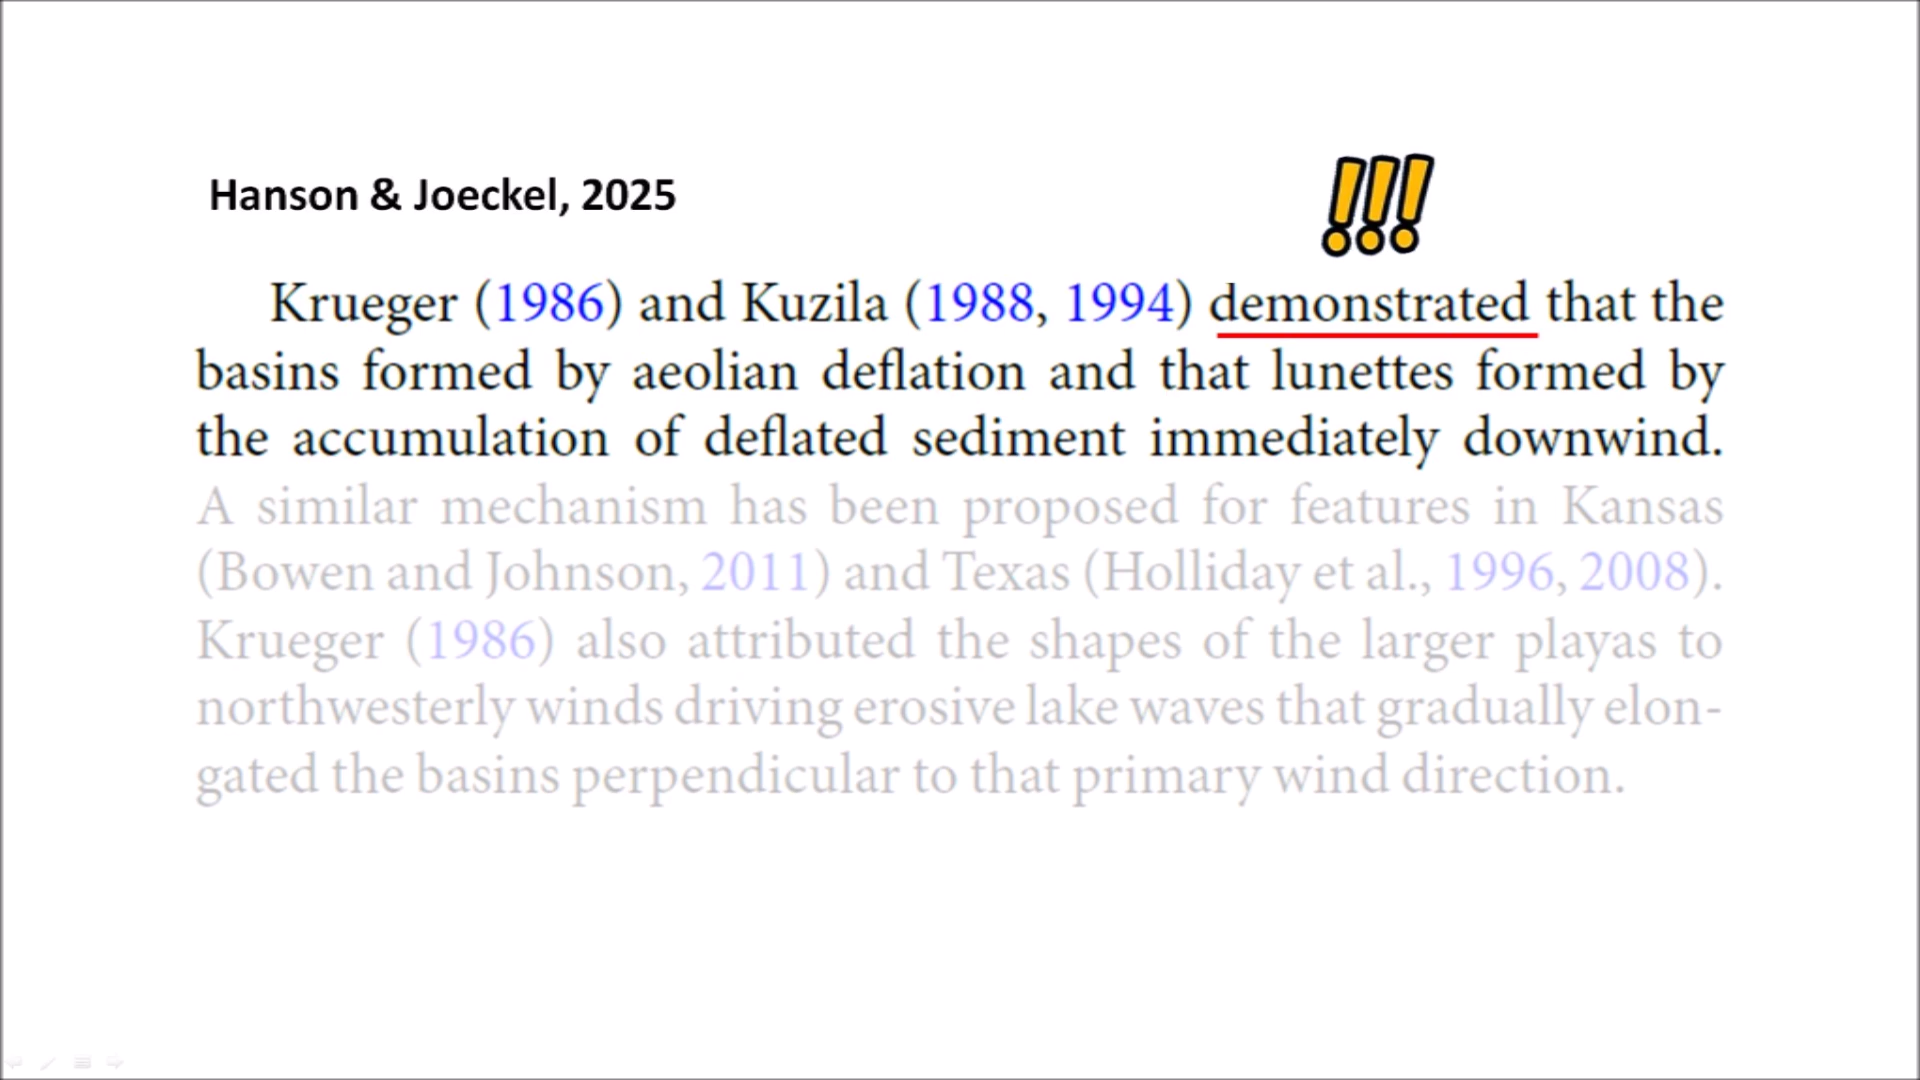 Hanson & Joeckel, 2025
!!!
Krueger (1986) and Kuzila (1988, 1994) demonstrated that the
basins formed by aeolian deflation and that lunettes formed by
the accumulation of deflated sediment immediately downwind.
A similar mechanism has been proposed for features in Kansas
(Bowen and Johnson, 2011) and Texas (Holliday et al., 1996, 2008).
Krueger (1986) also attributed the shapes of the larger playas to
northwesterly winds driving erosive lake waves that gradually elon-
gated the basins perpendicular to that primary wind direction.